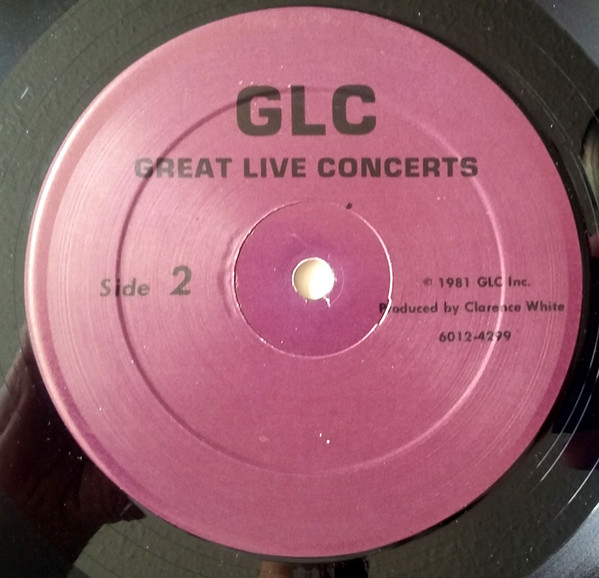 GLC
GREAT LIVE CONCERTS
Side 2
© 1981 GLC Inc.
Produced by Clarence White
6012-4299